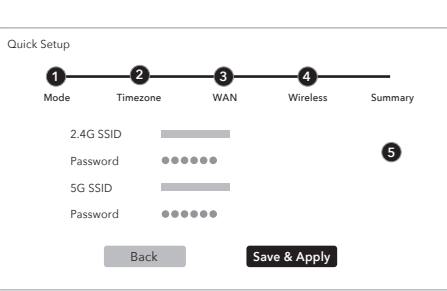 Quick Setup
1 2 3 4
Mode Timezone WAN Wireless Summary
2.4G SSID
5
Password ●●●●●●
5G SSID
Password ●●●●●●
Back Save & Apply